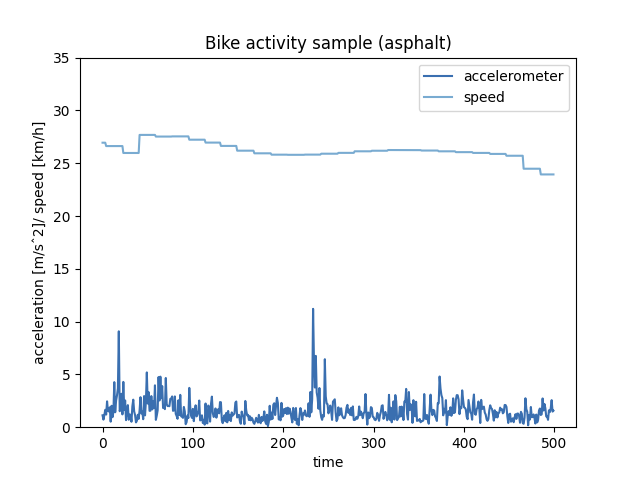 Bike activity sample (asphalt)
accelerometer
speed
acceleration [m/s^2]/ speed [km/h]
35
30
25
20
15
10
5
0
0 100 200 300 400 500
time